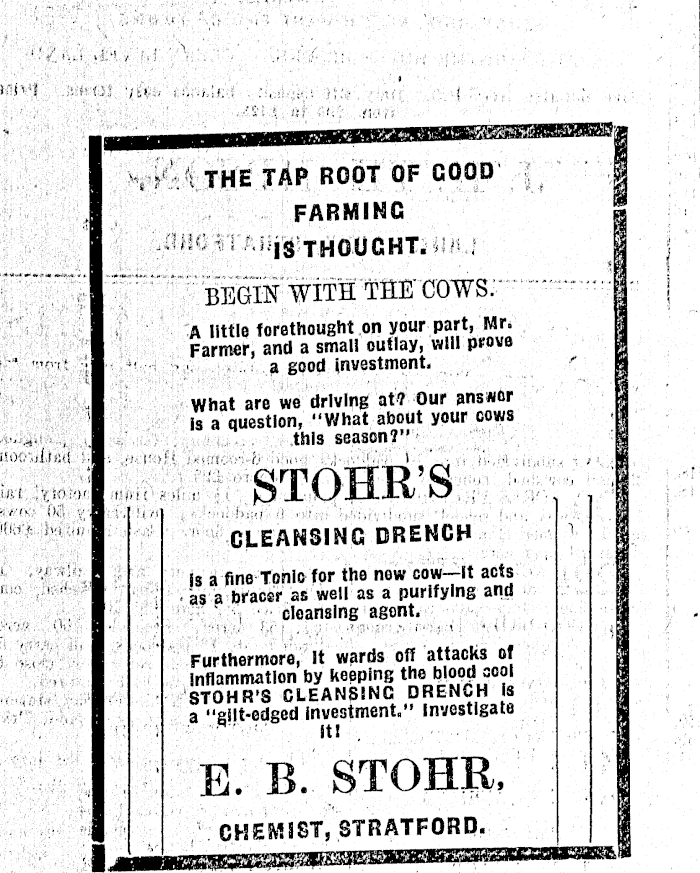 THE TAP ROOT OF GOOD
FARMING
IS THOUGHT.
BEGIN WITH THE COWS.
A little forethought on your part, Mr.
Farmer, and a small outlay, will prove
a good investment.
What are we driving at? Our answer
is a question, "What about your cows
this season?"
STOHR'S
CLEANSING DRENCH
is a fine Tonic for the new cow—It acts
as a bracer as well as a purifying and
cleansing agent.
Furthermore, it wards off attacks of
inflammation by keeping the blood cool
STOHR'S CLEANSING DRENCH is
a "gilt-edged investment." Investigate
it!
E. B. STOHR,
CHEMIST, STRATFORD.